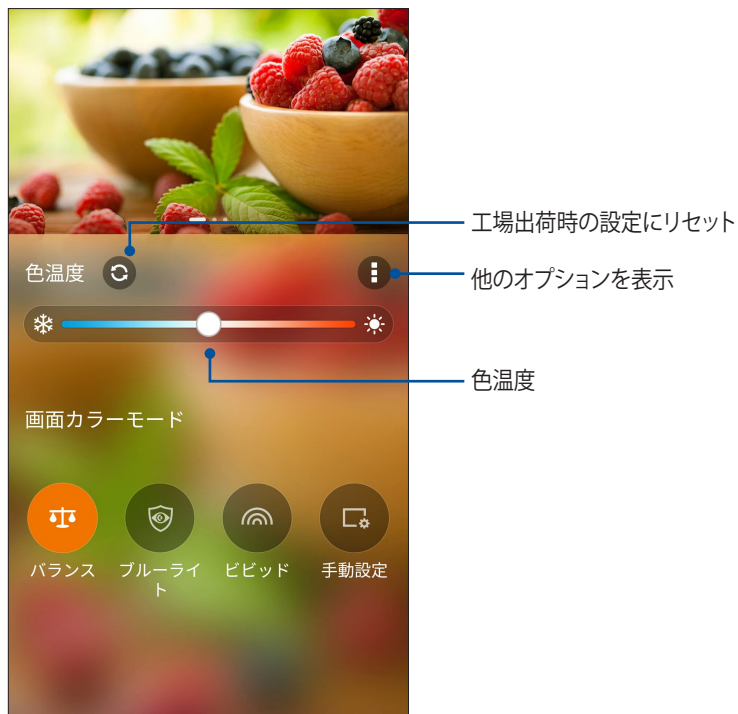 工場出荷時の設定にリセット
色温度
他のオプションを表示
色温度
画面カラーモード
バランス
ブルーライ
ト
ビビッド
手動設定